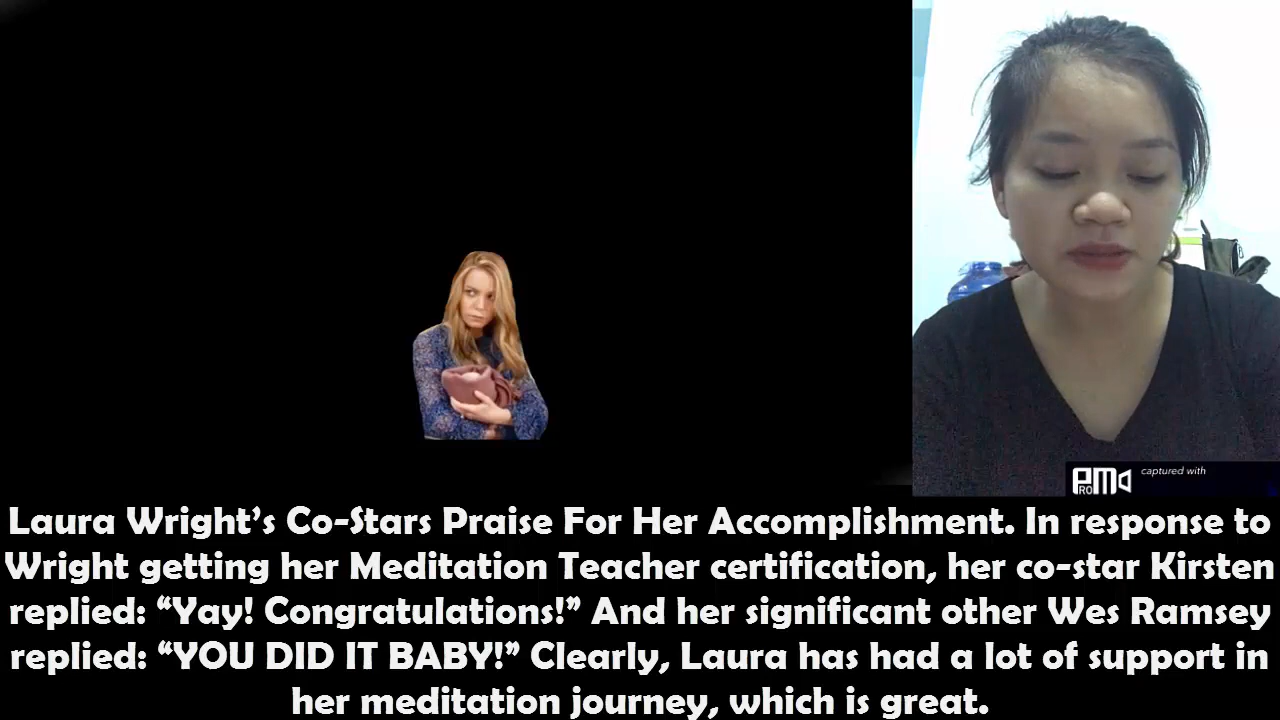 captured with
PROM
Laura Wright’s Co-Stars Praise For Her Accomplishment. In response to
Wright getting her Meditation Teacher certification, her co-star Kirsten
replied: “Yay! Congratulations!” And her significant other Wes Ramsey
replied: “YOU DID IT BABY!” Clearly, Laura has had a lot of support in
her meditation journey, which is great.